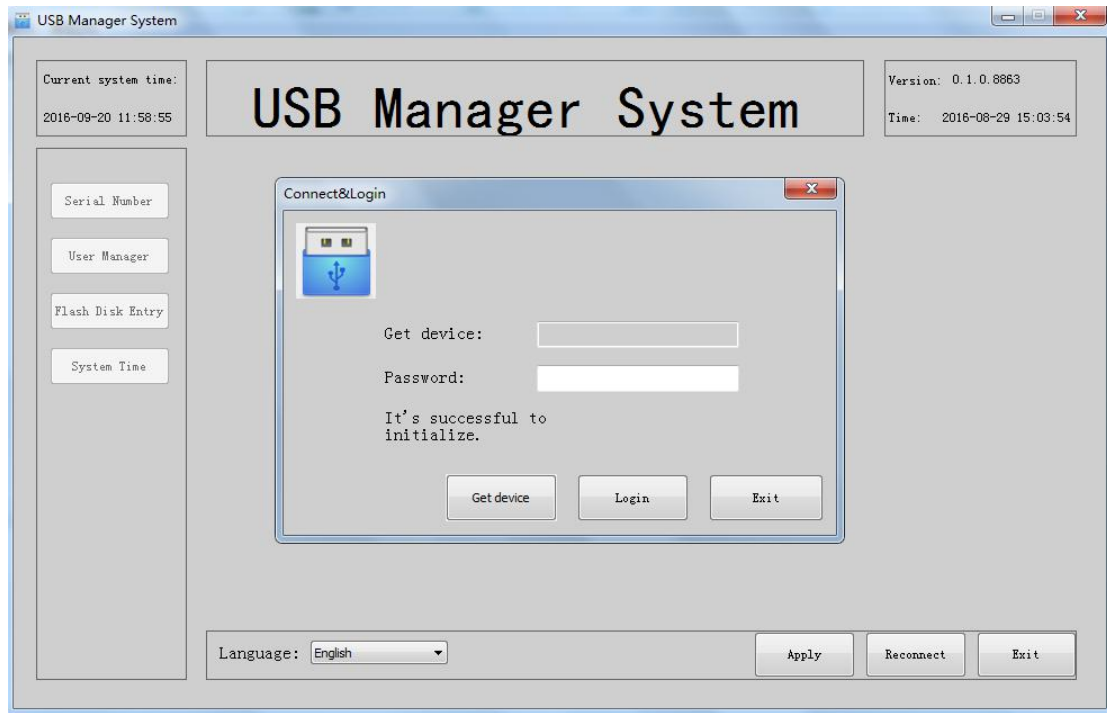 USB Manager System
Current system time:
2016-09-20 11:58:55
USB Manager System
Version: 0.1.0.8863
Time: 2016-08-29 15:03:54
Serial Number
User Manager
Flash Disk Entry
System Time
Connect&Login
Get device:
Password:
It's successful to
initialize.
Get device Login Exit
Language: English Apply Reconnect Exit